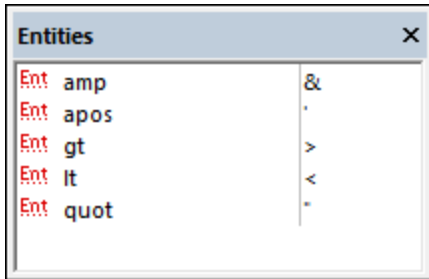 Entities ×
Ent amp &
Ent apos '
Ent gt >
Ent lt <
Ent quot "